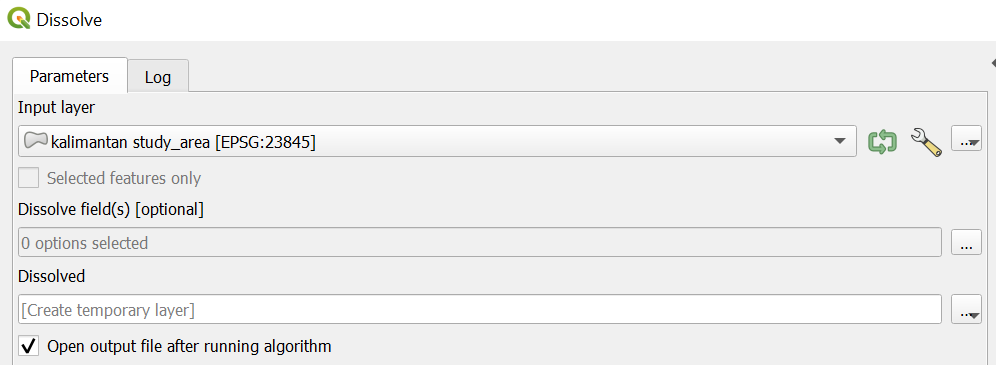 Dissolve
Parameters Log
Input layer
kalimantan study_area [EPSG:23845] ...
Selected features only
Dissolve field(s) [optional]
0 options selected ...
Dissolved
[Create temporary layer] ...
Open output file after running algorithm